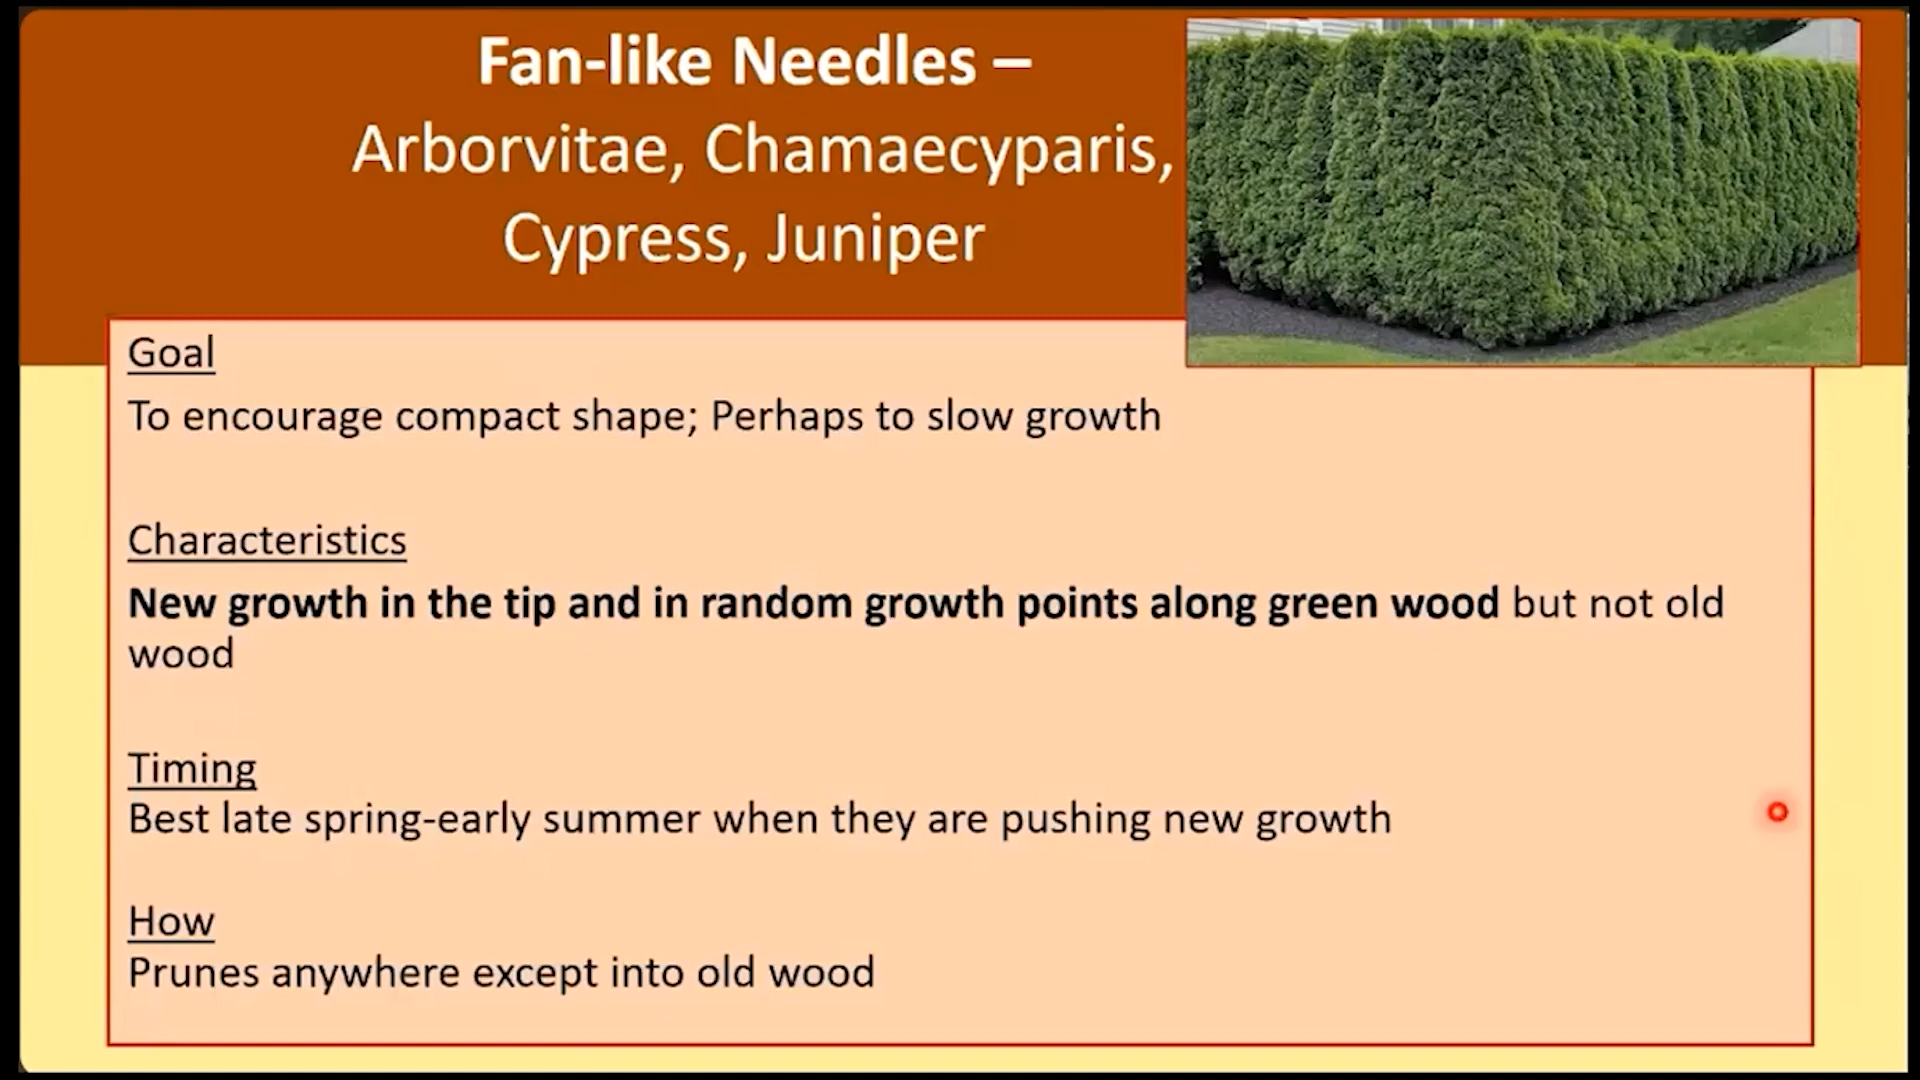 Fan-like Needles –
Arborvitae, Chamaecyparis,
Cypress, Juniper
Goal
To encourage compact shape; Perhaps to slow growth
Characteristics
New growth in the tip and in random growth points along green wood but not old
wood
Timing
Best late spring-early summer when they are pushing new growth
How
Prunes anywhere except into old wood